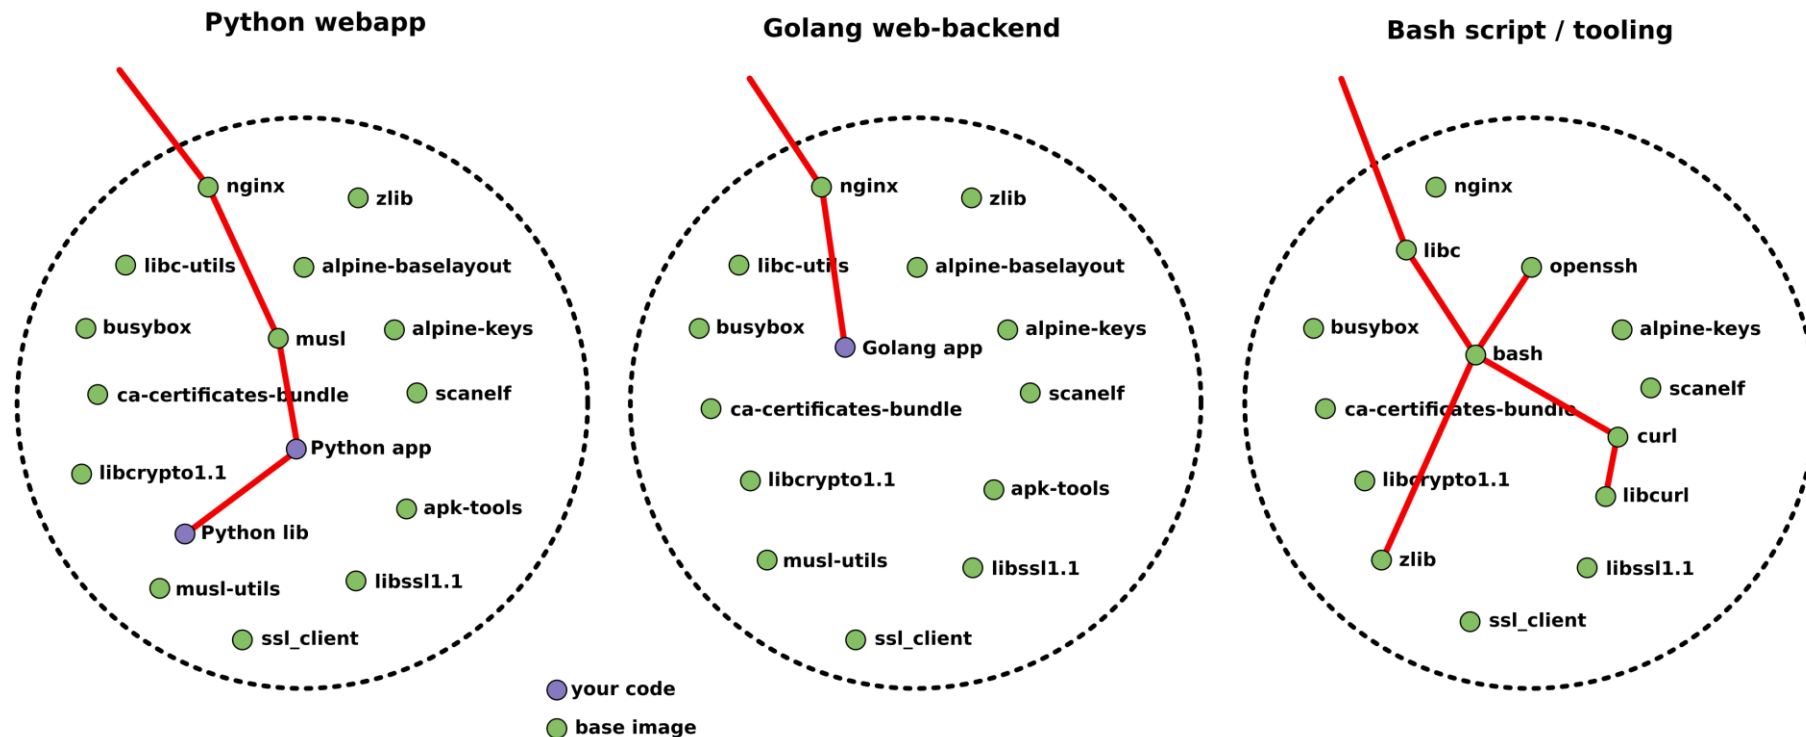 Python webapp
nginx
zlib
libc-utils
alpine-baselayout
busybox
musl
alpine-keys
ca-certificates-bundle
scanelf
Python app
libcrypto1.1
apk-tools
Python lib
musl-utils
libssl1.1
ssl_client
Golang web-backend
nginx
zlib
libc-utils
alpine-baselayout
busybox
alpine-keys
Golang app
scanelf
ca-certificates-bundle
libcrypto1.1
apk-tools
musl-utils
libssl1.1
ssl_client
Bash script / tooling
nginx
libc
openssh
busybox
alpine-keys
bash
scanelf
ca-certificates-bundle
curl
libcrypto1.1
libcurl
zlib
libssl1.1
ssl_client
your code
base image